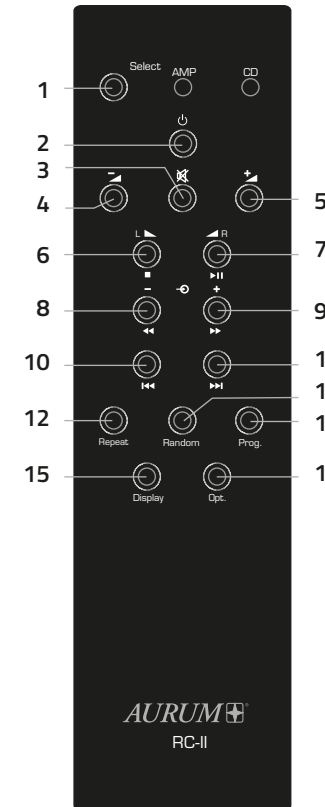 Select AMP CD
1
2
3
- +
4 5
L R
6 7
- +
8 9
10 1
1
12 1
Repeat Random Prog.
15 1
Display Opt.
AURUM
RC-II